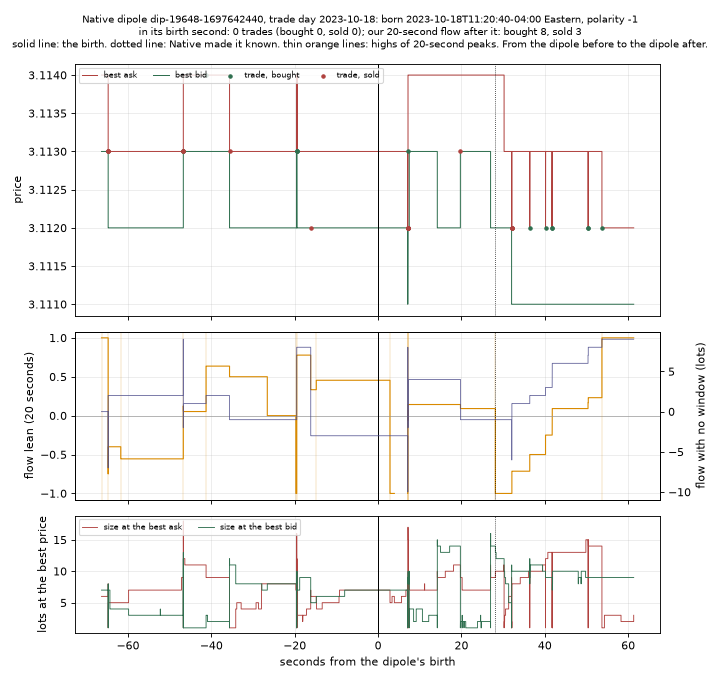 Native dipole dip-19648-1697642440, trade day 2023-10-18: born 2023-10-18T11:20:40-04:00 Eastern, polarity -1
in its birth second: 0 trades (bought 0, sold 0); our 20-second flow after it: bought 8, sold 3
solid line: the birth. dotted line: Native made it known. thin orange lines: highs of 20-second peaks. From the dipole before to the dipole after.
best ask best bid trade, bought trade, sold
3.1140
3.1135
3.1130
3.1125
3.1120
3.1115
3.1110
price
1.0
0.5
0.0
−0.5
−1.0
flow lean (20 seconds)
5
0
−5
−10
flow with no window (lots)
size at the best ask size at the best bid
15
10
5
lots at the best price
−60 −40 −20 0 20 40 60
seconds from the dipole's birth